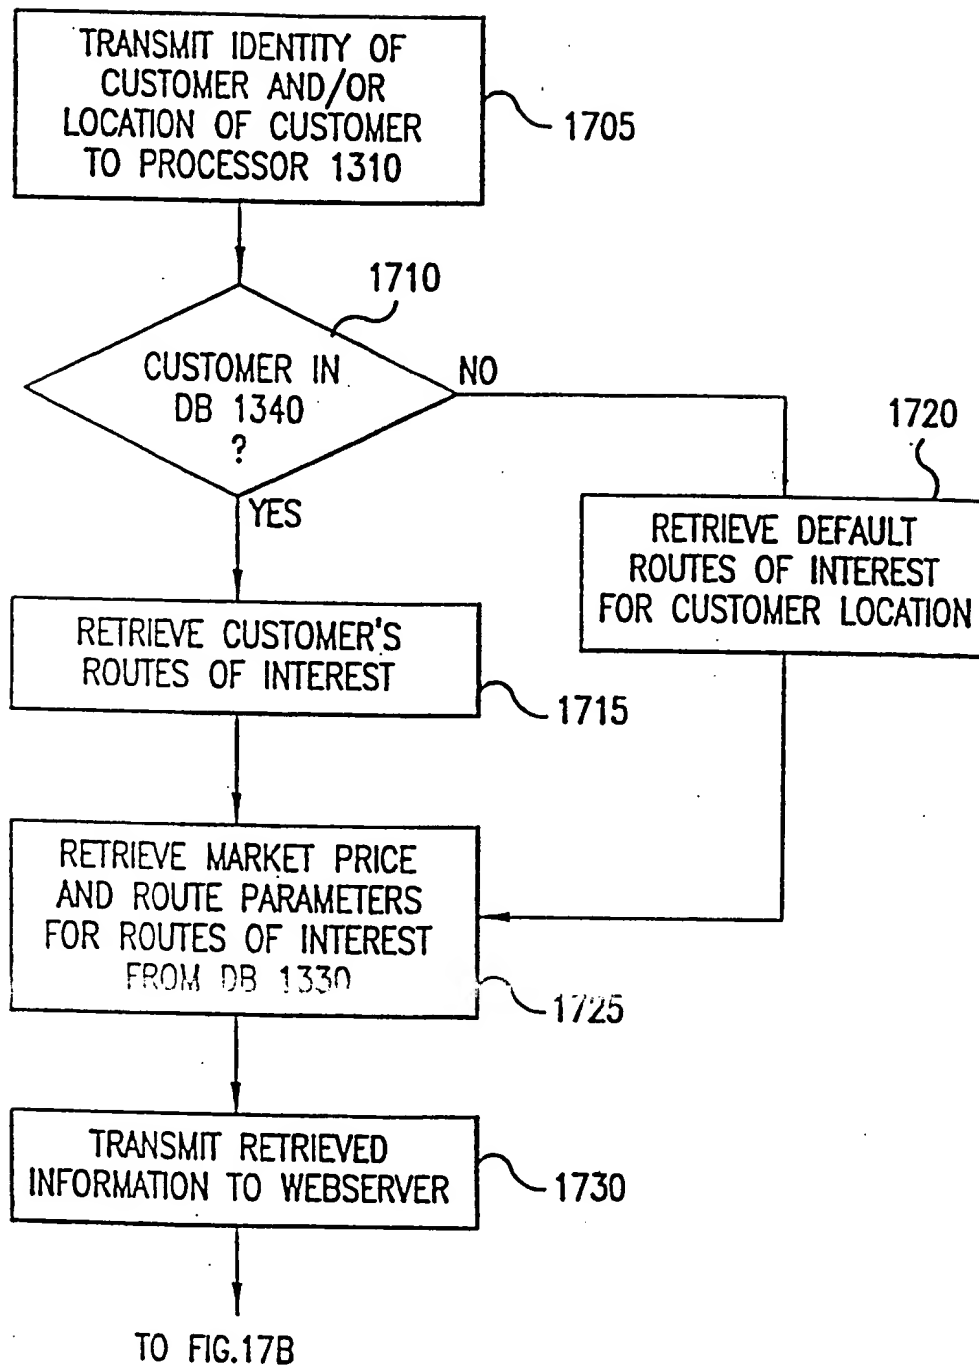 TRANSMIT IDENTITY OF
CUSTOMER AND/OR
LOCATION OF CUSTOMER
TO PROCESSOR 1310
1705
1710
CUSTOMER IN
DB 1340
?
NO
YES
1720
RETRIEVE DEFAULT
ROUTES OF INTEREST
FOR CUSTOMER LOCATION
RETRIEVE CUSTOMER'S
ROUTES OF INTEREST
1715
RETRIEVE MARKET PRICE
AND ROUTE PARAMETERS
FOR ROUTES OF INTEREST
FROM DB 1330
1725
TRANSMIT RETRIEVED
INFORMATION TO WEBSERVER
1730
TO FIG.17B